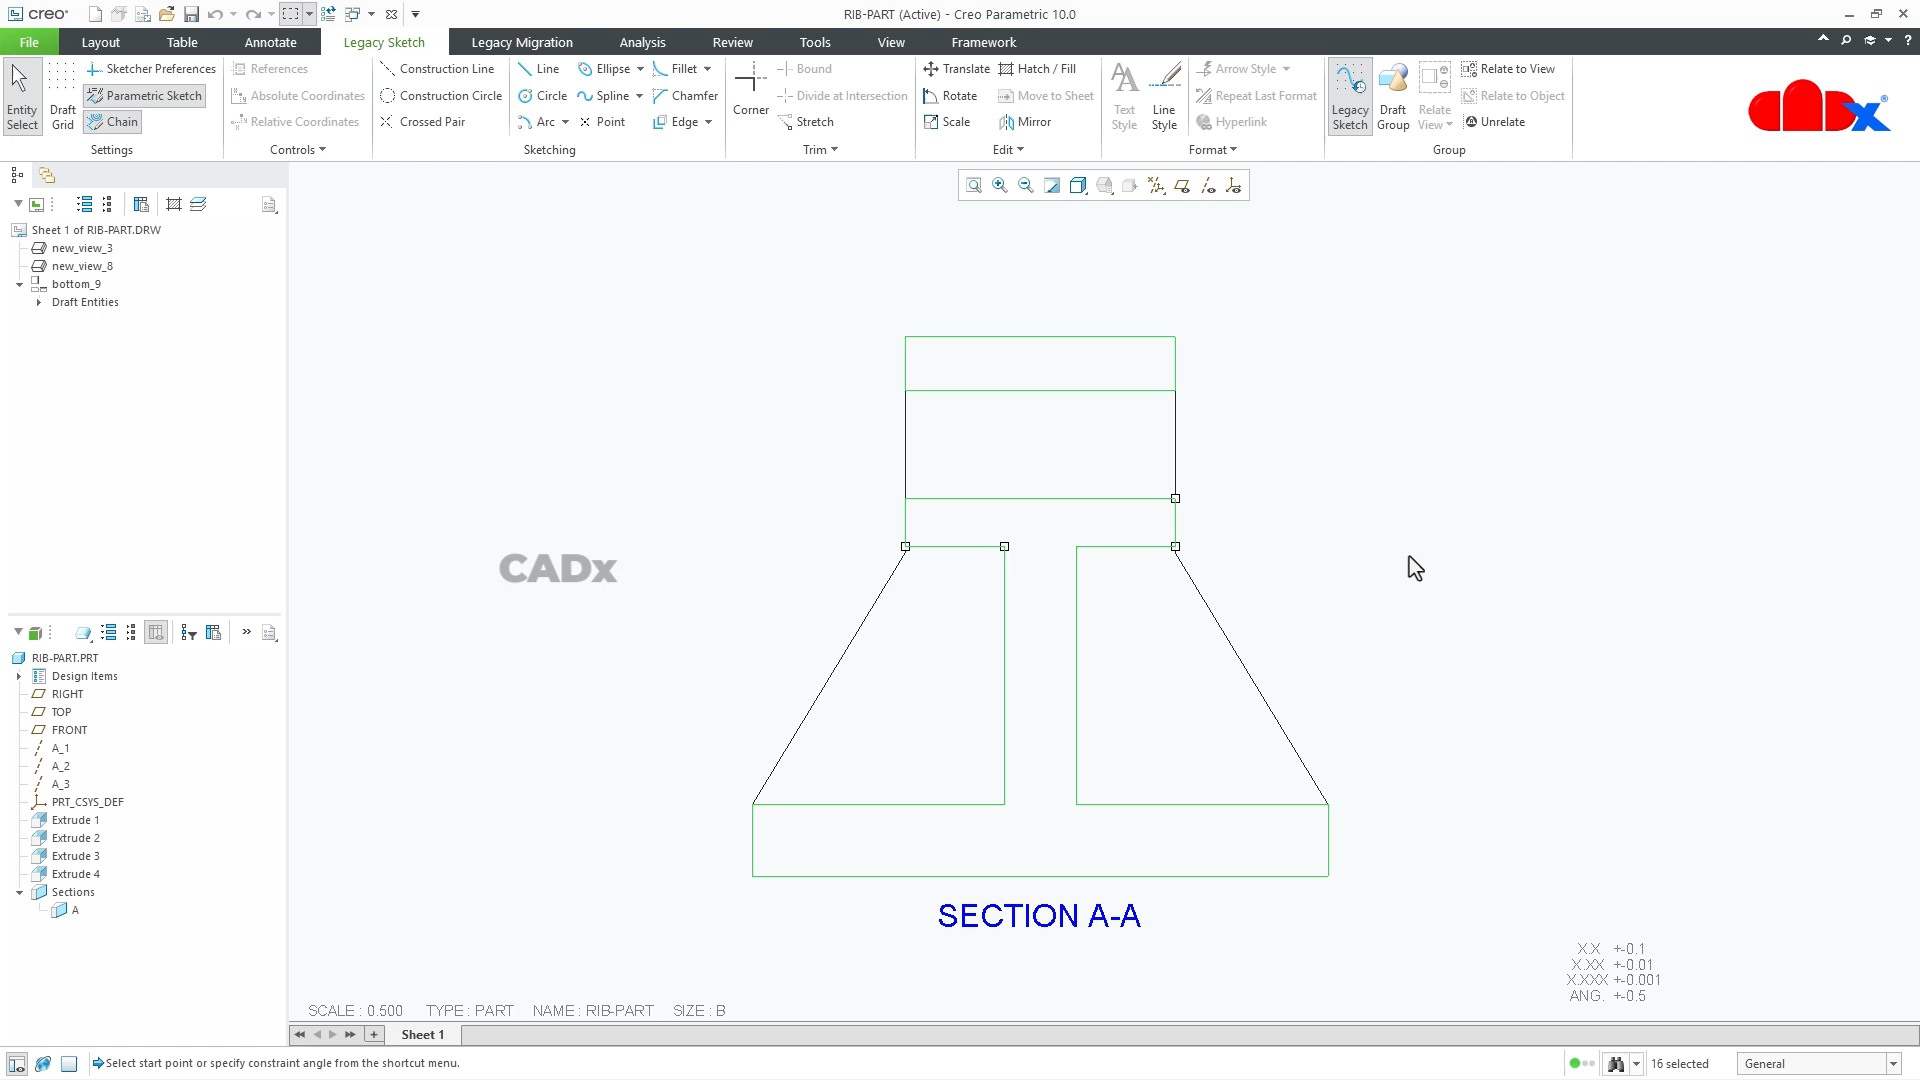 creo
RIB-PART (Active) - Creo Parametric 10.0
File Layout Table Annotate Legacy Sketch Legacy Migration Analysis Review Tools View Framework
Entity Select
Draft Grid
Sketcher Preferences
Parametric Sketch
Chain
Settings
References
Absolute Coordinates
Relative Coordinates
Controls
Construction Line
Construction Circle
Crossed Pair
Line
Circle
Arc
Ellipse
Spline
Point
Fillet
Chamfer
Edge
Sketching
Corner
Bound
Divide at Intersection
Stretch
Trim
Translate
Rotate
Scale
Hatch / Fill
Move to Sheet
Mirror
Edit
Text Style
Line Style
Arrow Style
Repeat Last Format
Hyperlink
Format
Legacy Sketch
Draft Group
Relate View
Relate to View
Relate to Object
Unrelate
Group
CADx
Sheet 1 of RIB-PART.DRW
new_view_3
new_view_8
bottom_9
Draft Entities
RIB-PART.PRT
Design Items
RIGHT
TOP
FRONT
A_1
A_2
A_3
PRT_CSYS_DEF
Extrude 1
Extrude 2
Extrude 3
Extrude 4
Sections
A
CADx
SECTION A-A
X.X +-0.1
X.XX +-0.01
X.XXX +-0.001
ANG. +-0.5
SCALE : 0.500 TYPE : PART NAME : RIB-PART SIZE : B
Sheet 1
Select start point or specify constraint angle from the shortcut menu.
16 selected
General